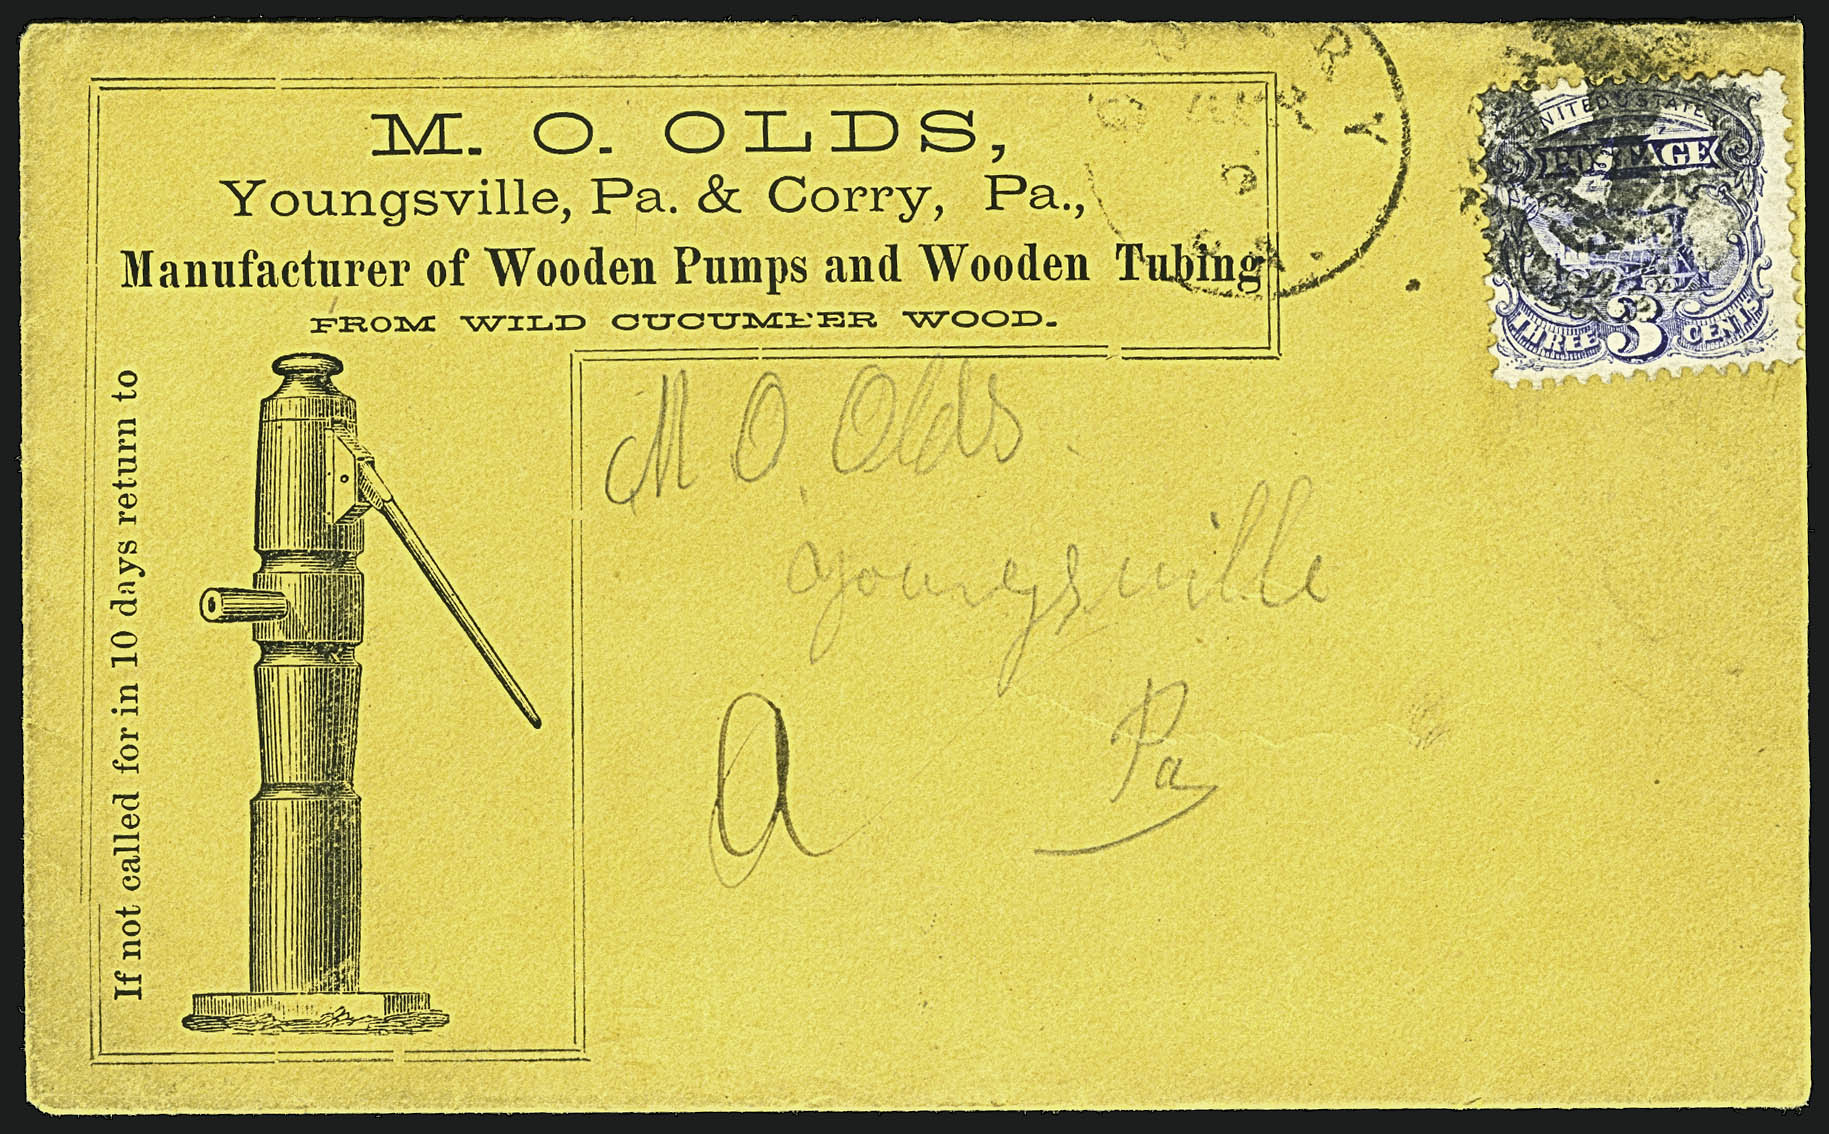 M. O. OLDS,
Youngsville, Pa. & Corry, Pa.,
Manufacturer of Wooden Pumps and Wooden Tubing
FROM WILD CUCUMBER WOOD.
If not called for in 10 days return to
UNITED STATES
POSTAGE
THREE 3 CENTS
M O Olds
Youngsville
Pa
a